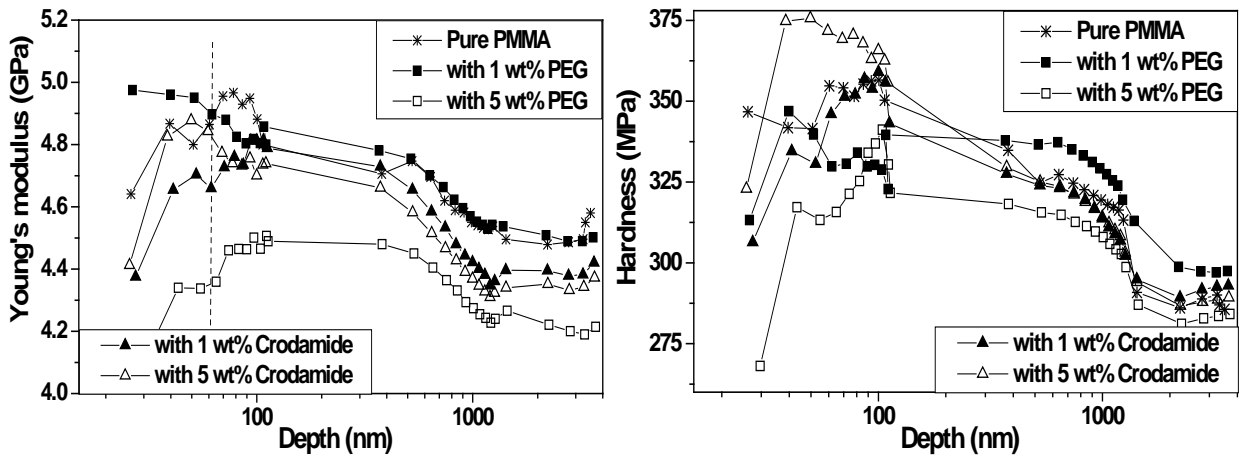 Young's modulus (GPa)
5.2
5.0
4.8
4.6
4.4
4.2
4.0
Pure PMMA
with 1 wt% PEG
with 5 wt% PEG
with 1 wt% Crodamide
with 5 wt% Crodamide
100
1000
Depth (nm)
Hardness (MPa)
375
350
325
300
275
Pure PMMA
with 1 wt% PEG
with 5 wt% PEG
with 1 wt% Crodamide
with 5 wt% Crodamide
100
1000
Depth (nm)